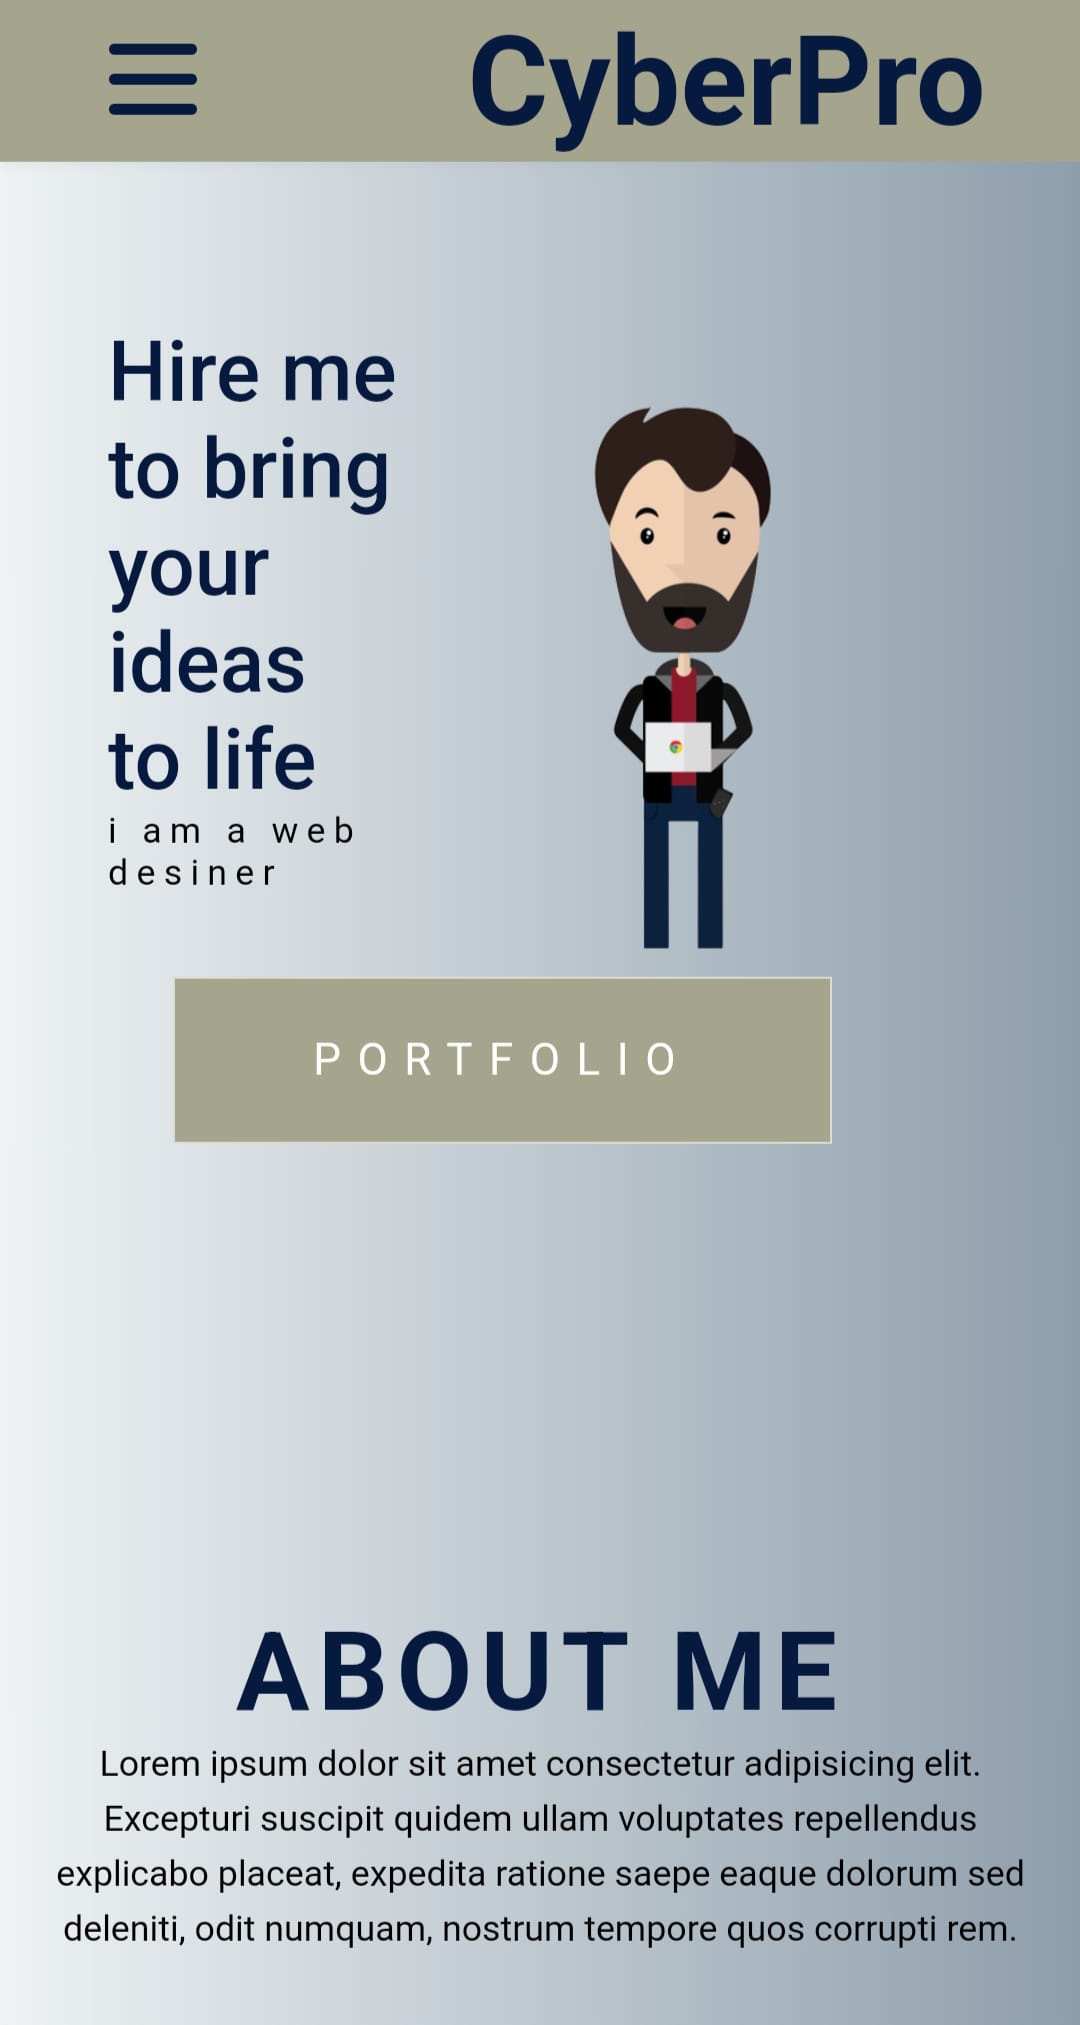 CyberPro
Hire me
to bring
your
ideas
to life
i am a web
desiner
PORTFOLIO
ABOUT ME
Lorem ipsum dolor sit amet consectetur adipisicing elit.
Excepturi suscipit quidem ullam voluptates repellendus
explicabo placeat, expedita ratione saepe eaque dolorum sed
deleniti, odit numquam, nostrum tempore quos corrupti rem.